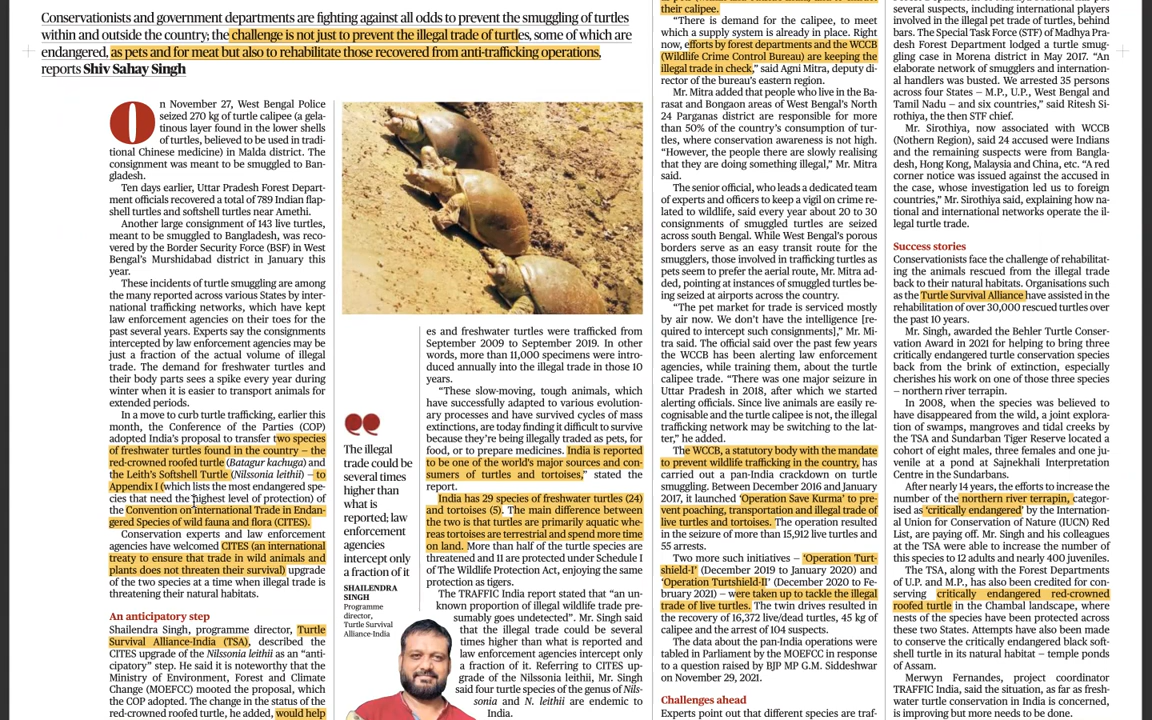 Conservationists and government departments are fighting against all odds to prevent the smuggling of turtles
within and outside the country; the challenge is not just to prevent the illegal trade of turtles, some of which are
endangered, as pets and for meat but also to rehabilitate those recovered from anti-trafficking operations,
reports Shiv Sahay Singh
On November 27, West Bengal Police
seized 270 kg of turtle calipee (a gela-
tinous layer found in the lower shells
of turtles, believed to be used in tradi-
tional Chinese medicine) in Malda district. The
consignment was meant to be smuggled to Ban-
gladesh.
Ten days earlier, Uttar Pradesh Forest Depart-
ment officials recovered a total of 789 Indian flap-
shell turtles and softshell turtles near Amethi.
Another large consignment of 143 live turtles,
meant to be smuggled to Bangladesh, was reco-
vered by the Border Security Force (BSF) in West
Bengal's Murshidabad district in January this
year.
These incidents of turtle smuggling are among
the many reported across various States by inter-
national trafficking networks, which have kept
law enforcement agencies on their toes for the
past several years. Experts say the consignments
intercepted by law enforcement agencies may be
just a fraction of the actual volume of illegal
trade. The demand for freshwater turtles and
their body parts sees a spike every year during
winter when it is easier to transport animals for
extended periods.
In a move to curb turtle trafficking, earlier this
month, the Conference of the Parties (COP)
adopted India's proposal to transfer two species
of freshwater turtles found in the country – the
red-crowned roofed turtle (Batagur kachuga) and
the Leith's Softshell Turtle (Nilssonia leithii) – to
Appendix I (which lists the most endangered spe-
cies that need the highest level of protection) of
the Convention on International Trade in Endan-
gered Species of wild fauna and flora (CITES).
Conservation experts and law enforcement
agencies have welcomed CITES (an international
treaty to ensure that trade in wild animals and
plants does not threaten their survival) upgrade
of the two species at a time when illegal trade is
threatening their natural habitats.
An anticipatory step
Shailendra Singh, programme director, Turtle
Survival Alliance-India (TSA), described the
CITES upgrade of the Nilssonia leithii as an "anti-
cipatory" step. He said it is noteworthy that the
Ministry of Environment, Forest and Climate
Change (MOEFCC) mooted the proposal, which
the COP adopted. The change in the status of the
red-crowned roofed turtle, he added, would help
The illegal
trade could be
several times
higher than
what is
reported; law
enforcement
agencies
intercept only
a fraction of it
SHAILENDRA
SINGH
Programme
director,
Turtle Survival
Alliance-India
es and freshwater turtles were trafficked from
September 2009 to September 2019. In other
words, more than 11,000 specimens were intro-
duced annually into the illegal trade in those 10
years.
"These slow-moving, tough animals, which
have successfully adapted to various evolution-
ary processes and have survived cycles of mass
extinctions, are today finding it difficult to survive
because they're being illegally traded as pets, for
food, or to prepare medicines. India is reported
to be one of the world's major sources and con-
sumers of turtles and tortoises," stated the
report.
India has 29 species of freshwater turtles (24)
and tortoises (5). The main difference between
the two is that turtles are primarily aquatic whe-
reas tortoises are terrestrial and spend more time
on land. More than half of the turtle species are
threatened and 11 are protected under Schedule I
of The Wildlife Protection Act, enjoying the same
protection as tigers.
The TRAFFIC India report stated that "an un-
known proportion of illegal wildlife trade pre-
sumably goes undetected". Mr. Singh said
that the illegal trade could be several
times higher than what is reported and
law enforcement agencies intercept only
a fraction of it. Referring to CITES up-
grade of the Nilssonia leithii, Mr. Singh
said four turtle species of the genus of Nils-
sonia and N. leithii are endemic to
India.
their calipee.
"There is demand for the calipee, to meet
which a supply system is already in place. Right
now, efforts by forest departments and the WCCB
(Wildlife Crime Control Bureau) are keeping the
illegal trade in check," said Agni Mitra, deputy di-
rector of the bureau's eastern region.
Mr. Mitra added that people who live in the Ba-
rasat and Bongaon areas of West Bengal's North
24 Parganas district are responsible for more
than 50% of the country's consumption of tur-
tles, where conservation awareness is not high.
"However, the people there are slowly realising
that they are doing something illegal," Mr. Mitra
said.
The senior official, who leads a dedicated team
of experts and officers to keep a vigil on crime re-
lated to wildlife, said every year about 20 to 30
consignments of smuggled turtles are seized
across south Bengal. While West Bengal's porous
borders serve as an easy transit route for the
smugglers, those involved in trafficking turtles as
pets seem to prefer the aerial route, Mr. Mitra ad-
ded, pointing at instances of smuggled turtles be-
ing seized at airports across the country.
"The pet market for trade is serviced mostly
by air now. We don't have the intelligence [re-
quired to intercept such consignments]," Mr. Mi-
tra said. The official said over the past few years
the WCCB has been alerting law enforcement
agencies, while training them, about the turtle
calipee trade. "There was one major seizure in
Uttar Pradesh in 2018, after which we started
alerting officials. Since live animals are easily re-
cognisable and the turtle calipee is not, the illegal
trafficking network may be switching to the lat-
ter," he added.
The WCCB, a statutory body with the mandate
to prevent wildlife trafficking in the country, has
carried out a pan-India crackdown on turtle
smuggling. Between December 2016 and January
2017, it launched 'Operation Save Kurma' to pre-
vent poaching, transportation and illegal trade of
live turtles and tortoises. The operation resulted
in the seizure of more than 15,912 live turtles and
55 arrests.
Two more such initiatives – 'Operation Turt-
shield-I' (December 2019 to January 2020) and
'Operation Turtshield-II' (December 2020 to Fe-
bruary 2021) – were taken up to tackle the illegal
trade of live turtles. The twin drives resulted in
the recovery of 16,372 live/dead turtles, 45 kg of
calipee and the arrest of 104 suspects.
The data about the pan-India operations were
tabled in Parliament by the MOEFCC in response
to a question raised by BJP MP G.M. Siddeshwar
on November 29, 2021.
Challenges ahead
Experts point out that different species are traf-
several suspects, including international players
involved in the illegal pet trade of turtles, behind
bars. The Special Task Force (STF) of Madhya Pra-
desh Forest Department lodged a turtle smug-
gling case in Morena district in May 2017. "An
elaborate network of smugglers and internation-
al handlers was busted. We arrested 35 persons
across four States – M.P., U.P., West Bengal and
Tamil Nadu – and six countries," said Ritesh Si-
rothiya, the then STF chief.
Mr. Sirothiya, now associated with WCCB
(Nothern Region), said 24 accused were Indians
and the remaining suspects were from Bangla-
desh, Hong Kong, Malaysia and China, etc. "A red
corner notice was issued against the accused in
the case, whose investigation led us to foreign
countries," Mr. Sirothiya said, explaining how na-
tional and international networks operate the il-
legal turtle trade.
Success stories
Conservationists face the challenge of rehabilitat-
ing the animals rescued from the illegal trade
back to their natural habitats. Organisations such
as the Turtle Survival Alliance have assisted in the
rehabilitation of over 30,000 rescued turtles over
the past 10 years.
Mr. Singh, awarded the Behler Turtle Conser-
vation Award in 2021 for helping to bring three
critically endangered turtle conservation species
back from the brink of extinction, especially
cherishes his work on one of those three species
– northern river terrapin.
In 2008, when the species was believed to
have disappeared from the wild, a joint explora-
tion of swamps, mangroves and tidal creeks by
the TSA and Sundarban Tiger Reserve located a
cohort of eight males, three females and one ju-
venile at a pond at Sajnekhali Interpretation
Centre in the Sundarbans.
After nearly 14 years, the efforts to increase the
number of the northern river terrapin, categor-
ised as 'critically endangered' by the Internation-
al Union for Conservation of Nature (IUCN) Red
List, are paying off. Mr. Singh and his colleagues
at the TSA were able to increase the number of
this species to 12 adults and nearly 400 juveniles.
The TSA, along with the Forest Departments
of U.P. and M.P., has also been credited for con-
serving critically endangered red-crowned
roofed turtle in the Chambal landscape, where
nests of the species have been protected across
these two States. Attempts have also been made
to conserve the critically endangered black soft-
shell turtle in its natural habitat – temple ponds
of Assam.
Merwyn Fernandes, project coordinator
TRAFFIC India, said the situation, as far as fresh-
water turtle conservation in India is concerned,
is improving but more needs to be done.